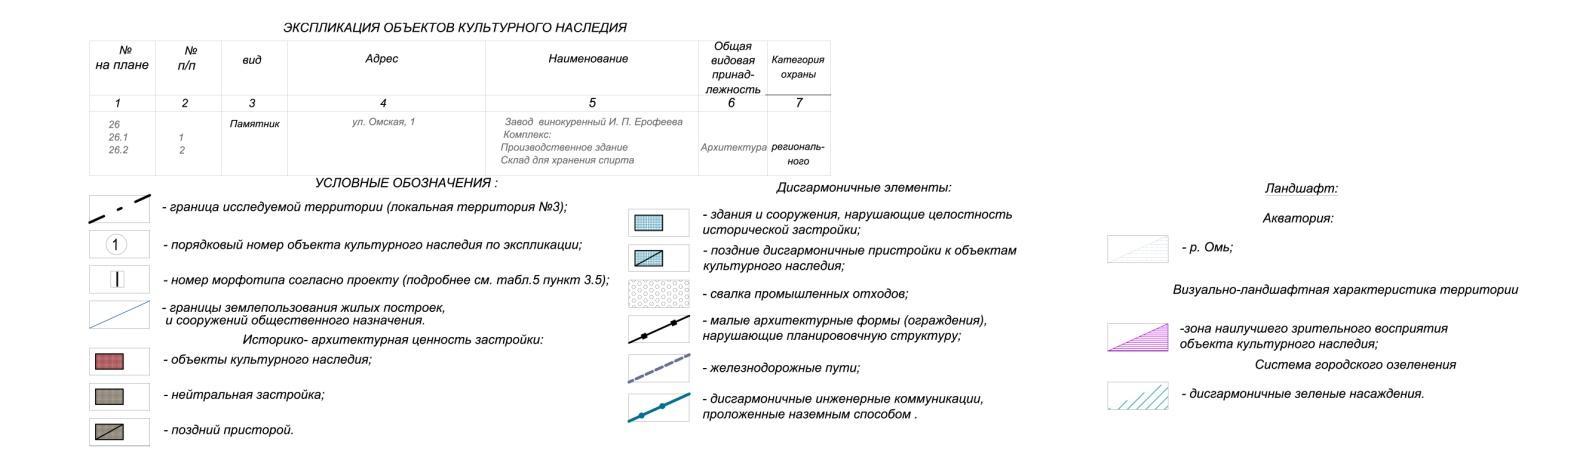 ЭКСПЛИКАЦИЯ ОБЪЕКТОВ КУЛЬТУРНОГО НАСЛЕДИЯ
№ на плане
№ п/п
вид
Адрес
Наименование
Общая видовая принад-лежность
Категория охраны
1 2 3 4 5 6 7
26 Памятник ул. Омская, 1 Завод винокуренный И. П. Ерофеева
26.1 1 Комплекс:
26.2 2 Производственное здание Архитектура региональ-
Склад для хранения спирта ного
УСЛОВНЫЕ ОБОЗНАЧЕНИЯ :
- граница исследуемой территории (локальная территория №3);
1 - порядковый номер объекта культурного наследия по экспликации;
I - номер морфотипа согласно проекту (подробнее см. табл.5 пункт 3.5);
- границы землепользования жилых построек,
и сооружений общественного назначения.
Историко- архитектурная ценность застройки:
- объекты культурного наследия;
- нейтральная застройка;
- поздний присторой.
Дисгармоничные элементы:
- здания и сооружения, нарушающие целостность
исторической застройки;
- поздние дисгармоничные пристройки к объектам
культурного наследия;
- свалка промышленных отходов;
- малые архитектурные формы (ограждения),
нарушающие планирововчную структуру;
- железнодорожные пути;
- дисгармоничные инженерные коммуникации,
проложенные наземным способом .
Ландшафт:
Акватория:
- р. Омь;
Визуально-ландшафтная характеристика территории
-зона наилучшего зрительного восприятия
объекта культурного наследия;
Система городского озеленения
- дисгармоничные зеленые насаждения.